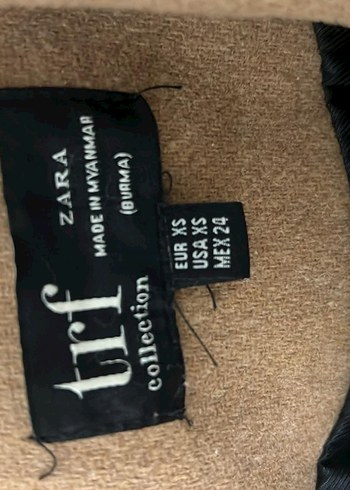 trf
collection
ZARA
MADE IN MYANMAR
(BURMA)
EUR XS
USA XS
MEX 24